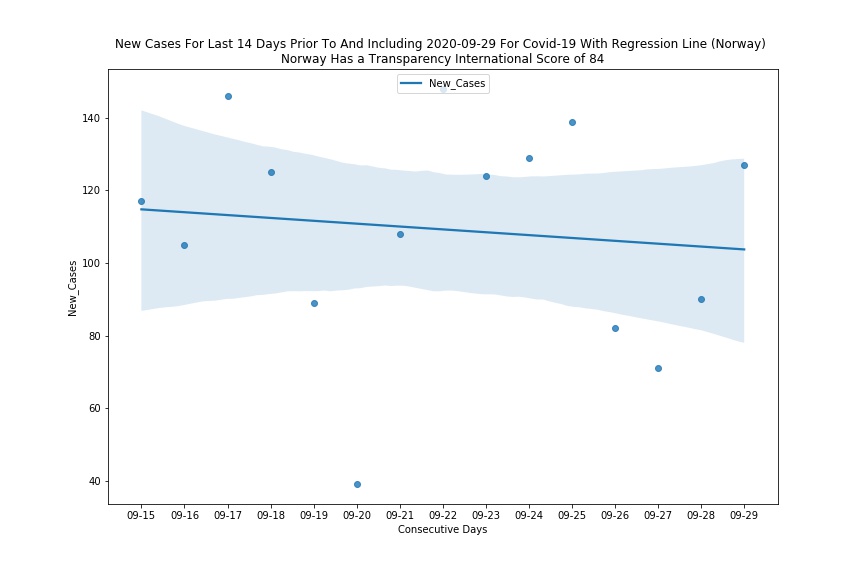 New Cases For Last 14 Days Prior To And Including 2020-09-29 For Covid-19 With Regression Line (Norway)
Norway Has a Transparency International Score of 84
New_Cases
140
120
100
80
60
40
New_Cases
09-15 09-16 09-17 09-18 09-19 09-20 09-21 09-22 09-23 09-24 09-25 09-26 09-27 09-28 09-29
Consecutive Days